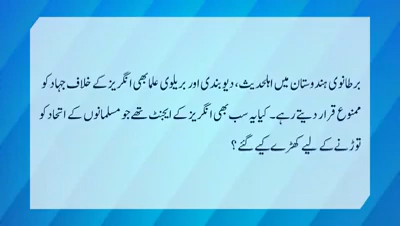 برطانوی ہندوستان میں اہلحدیث، دیوبندی اور بریلوی علما بھی انگریز کے خلاف جہاد کو
ممنوع قرار دیتے رہے۔ کیا یہ سب بھی انگریز کے ایجنٹ تھے جو مسلمانوں کے اتحاد کو
توڑنے کے لیے کھڑے کیے گئے ؟